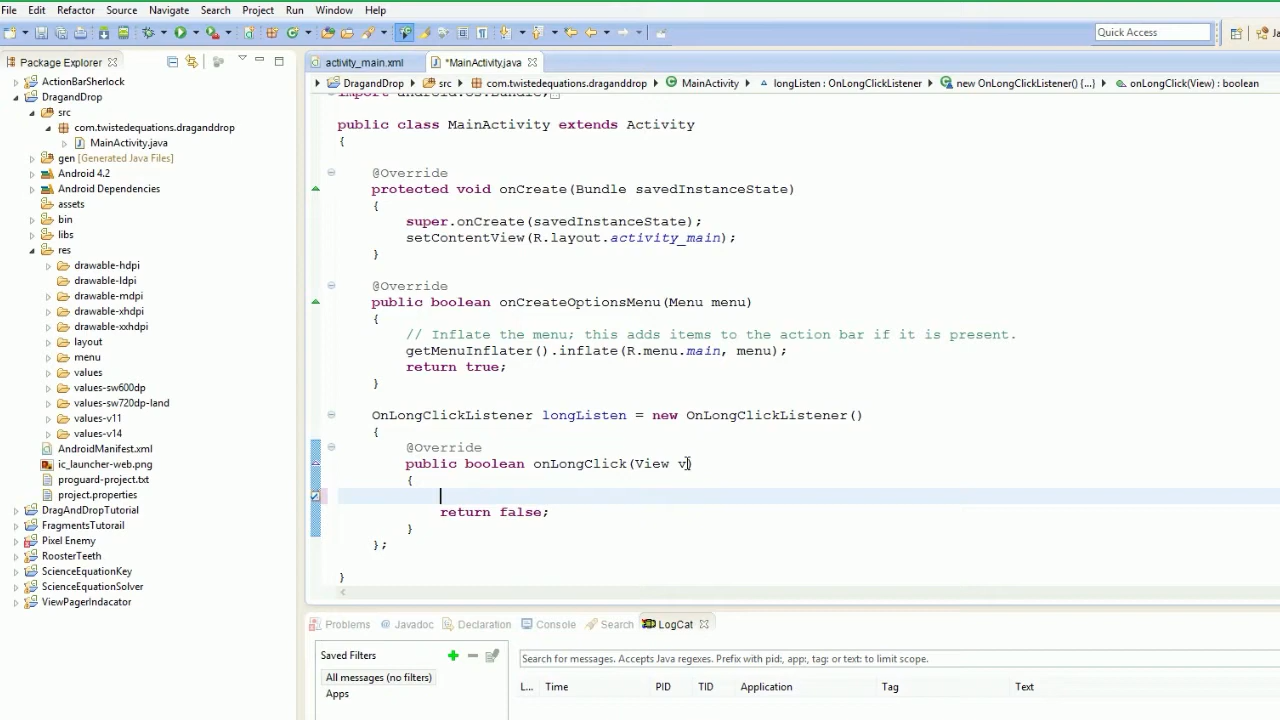 File Edit Refactor Source Navigate Search Project Run Window Help
Quick Access
Ja
Package Explorer
activity_main.xml
*MainActivity.java
ActionBarSherlock
DragandDrop
src
com.twistedequations.draganddrop
MainActivity.java
gen [Generated Java Files]
Android 4.2
Android Dependencies
assets
bin
libs
res
drawable-hdpi
drawable-ldpi
drawable-mdpi
drawable-xhdpi
drawable-xxhdpi
layout
menu
values
values-sw600dp
values-sw720dp-land
values-v11
values-v14
AndroidManifest.xml
ic_launcher-web.png
proguard-project.txt
project.properties
DragAndDropTutorial
FragmentsTutorail
Pixel Enemy
RoosterTeeth
ScienceEquationKey
ScienceEquationSolver
ViewPagerIndacator
DragandDrop src com.twistedequations.draganddrop MainActivity longListen : OnLongClickListener new OnLongClickListener() {...} onLongClick(View) : boolean
import android.os.Bundle;
public class MainActivity extends Activity
{
@Override
protected void onCreate(Bundle savedInstanceState)
{
super.onCreate(savedInstanceState);
setContentView(R.layout.activity_main);
}
@Override
public boolean onCreateOptionsMenu(Menu menu)
{
// Inflate the menu; this adds items to the action bar if it is present.
getMenuInflater().inflate(R.menu.main, menu);
return true;
}
OnLongClickListener longListen = new OnLongClickListener()
{
@Override
public boolean onLongClick(View v)
{
return false;
}
};
}
Problems Javadoc Declaration Console Search LogCat
Saved Filters
All messages (no filters)
Apps
Search for messages. Accepts Java regexes. Prefix with pid:, app:, tag: or text: to limit scope.
L... Time PID TID Application Tag Text